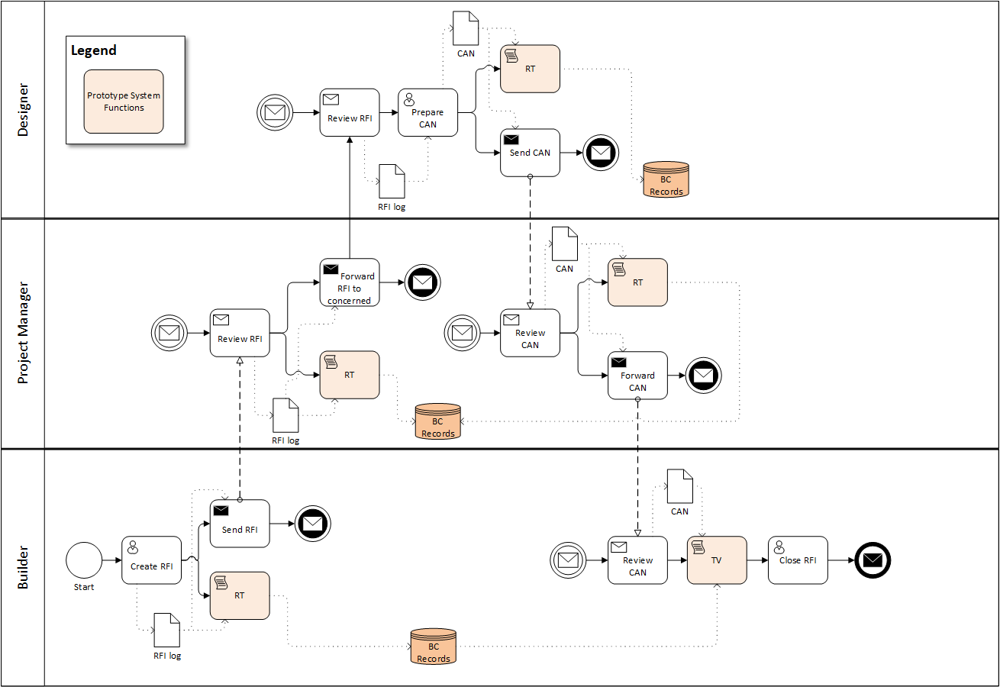 Designer
Legend
Prototype System
Functions
CAN
RT
Review RFI
Prepare
CAN
Send CAN
RFI log
BC
Records
Project Manager
Forward
RFI to
concerned
Review RFI
RT
RFI log
BC
Records
CAN
RT
Review
CAN
Forward
CAN
Builder
Start
Create RFI
Send RFI
RT
RFI log
BC
Records
CAN
Review
CAN
TV
Close RFI